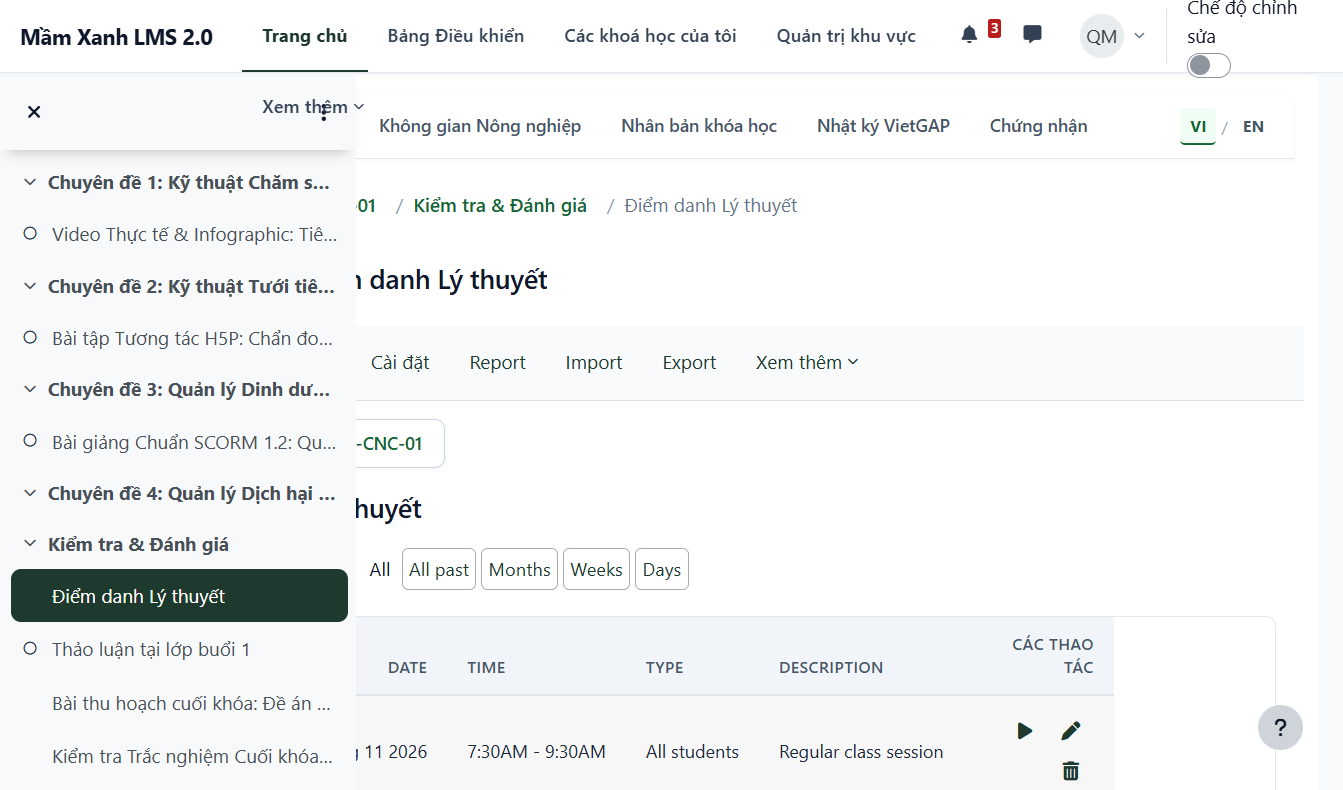 Mầm Xanh LMS 2.0
Trang chủ
Bảng Điều khiển
Các khoá học của tôi
Quản trị khu vực
3
QM
Chế độ chỉnh
sửa
Xem thêm
Không gian Nông nghiệp
Nhân bản khóa học
Nhật ký VietGAP
Chứng nhận
VI / EN
Chuyên đề 1: Kỹ thuật Chăm s...
Video Thực tế & Infographic: Tiê...
Chuyên đề 2: Kỹ thuật Tưới tiê...
Bài tập Tương tác H5P: Chẩn đo...
Chuyên đề 3: Quản lý Dinh dư...
Bài giảng Chuẩn SCORM 1.2: Qu...
Chuyên đề 4: Quản lý Dịch hại ...
Kiểm tra & Đánh giá
Điểm danh Lý thuyết
Thảo luận tại lớp buổi 1
Bài thu hoạch cuối khóa: Đề án ...
Kiểm tra Trắc nghiệm Cuối khóa...
-01 / Kiểm tra & Đánh giá / Điểm danh Lý thuyết
danh Lý thuyết
Cài đặt
Report
Import
Export
Xem thêm
-CNC-01
huyết
All
All past
Months
Weeks
Days
DATE
TIME
TYPE
DESCRIPTION
CÁC THAO
TÁC
11 2026
7:30AM - 9:30AM
All students
Regular class session
?